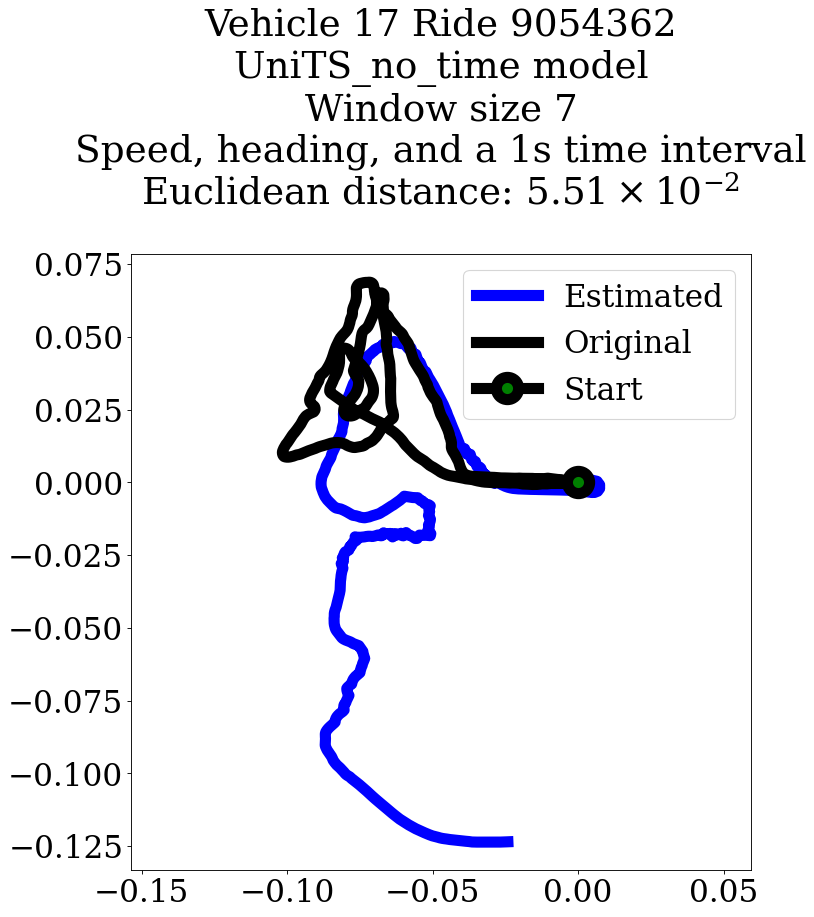 Vehicle 17 Ride 9054362
UniTS_no_time model
Window size 7
Speed, heading, and a 1s time interval
Euclidean distance: 5.51 × 10⁻²
0.075
0.050
0.025
0.000
−0.025
−0.050
−0.075
−0.100
−0.125
Estimated
Original
Start
−0.15 −0.10 −0.05 0.00 0.05